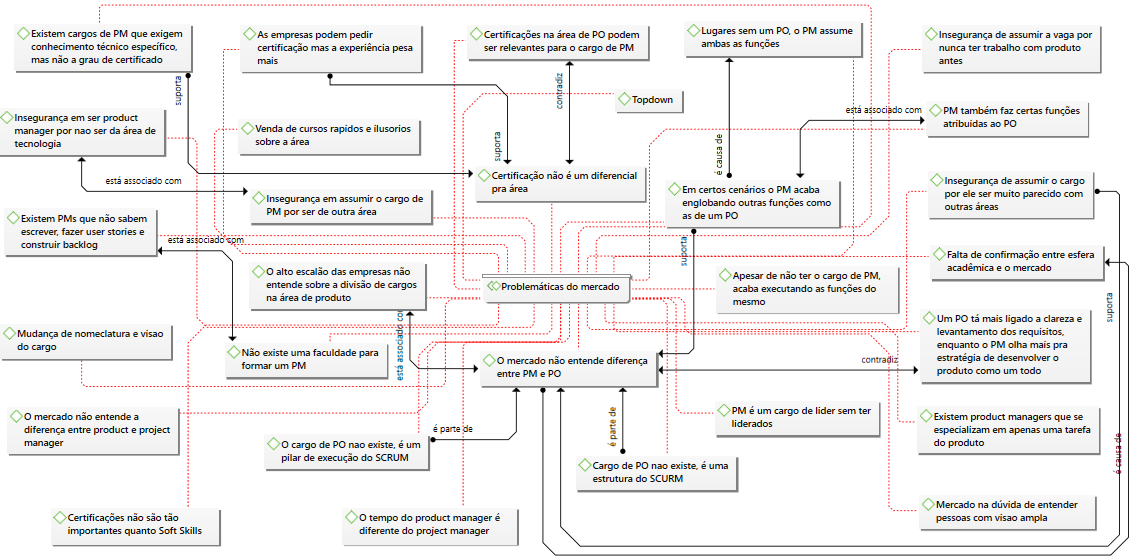 Existem cargos de PM que exigem
conhecimento técnico específico,
mas não a grau de certificado
As empresas podem pedir
certificação mas a experiência pesa
mais
Certificações na área de PO podem
ser relevantes para o cargo de PM
Lugares sem um PO, o PM assume
ambas as funções
Insegurança de assumir a vaga por
nunca ter trabalho com produto
antes
suporta
contradiz
Topdown
está associado com
Insegurança em ser product
manager por nao ser da área de
tecnologia
Venda de cursos rapidos e ilusorios
sobre a área
suporta
é causa de
PM também faz certas funções
atribuidas ao PO
está associado com
Certificação não é um diferencial
pra área
Em certos cenários o PM acaba
englobando outras funções como
as de um PO
Insegurança de assumir o cargo
por ele ser muito parecido com
outras áreas
Insegurança em assumir o cargo de
PM por ser de outra área
Existem PMs que não sabem
escrever, fazer user stories e
construir backlog
está associado com
suporta
Falta de confirmação entre esfera
acadêmica e o mercado
O alto escalão das empresas não
entende sobre a divisão de cargos
na área de produto
Problemáticas do mercado
Apesar de não ter o cargo de PM,
acaba executando as funções do
mesmo
suporta
Mudança de nomeclatura e visao
do cargo
Não existe uma faculdade para
formar um PM
está associado co
O mercado não entende diferença
entre PM e PO
contradiz
Um PO tá mais ligado a clareza e
levantamento dos requisitos,
enquanto o PM olha mais pra
estratégia de desenvolver o
produto como um todo
O mercado não entende a
diferença entre product e project
manager
é parte de
é parte de
PM é um cargo de lider sem ter
liderados
Existem product managers que se
especializam em apenas uma tarefa
do produto
é causa de
O cargo de PO nao existe, é um
pilar de execução do SCRUM
Cargo de PO nao existe, é uma
estrutura do SCURM
Certificações não são tão
importantes quanto Soft Skills
O tempo do product manager é
diferente do project manager
Mercado na dúvida de entender
pessoas com visao ampla